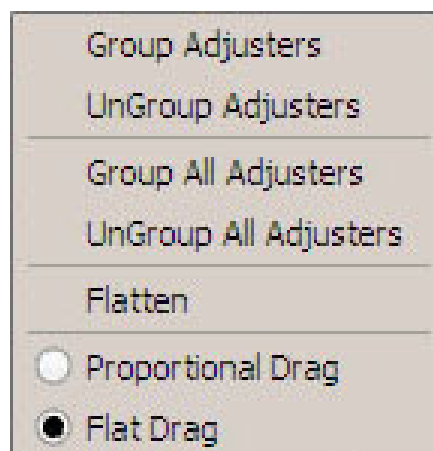 Group Adjusters
UnGroup Adjusters
Group All Adjusters
UnGroup All Adjusters
Flatten
Proportional Drag
Flat Drag